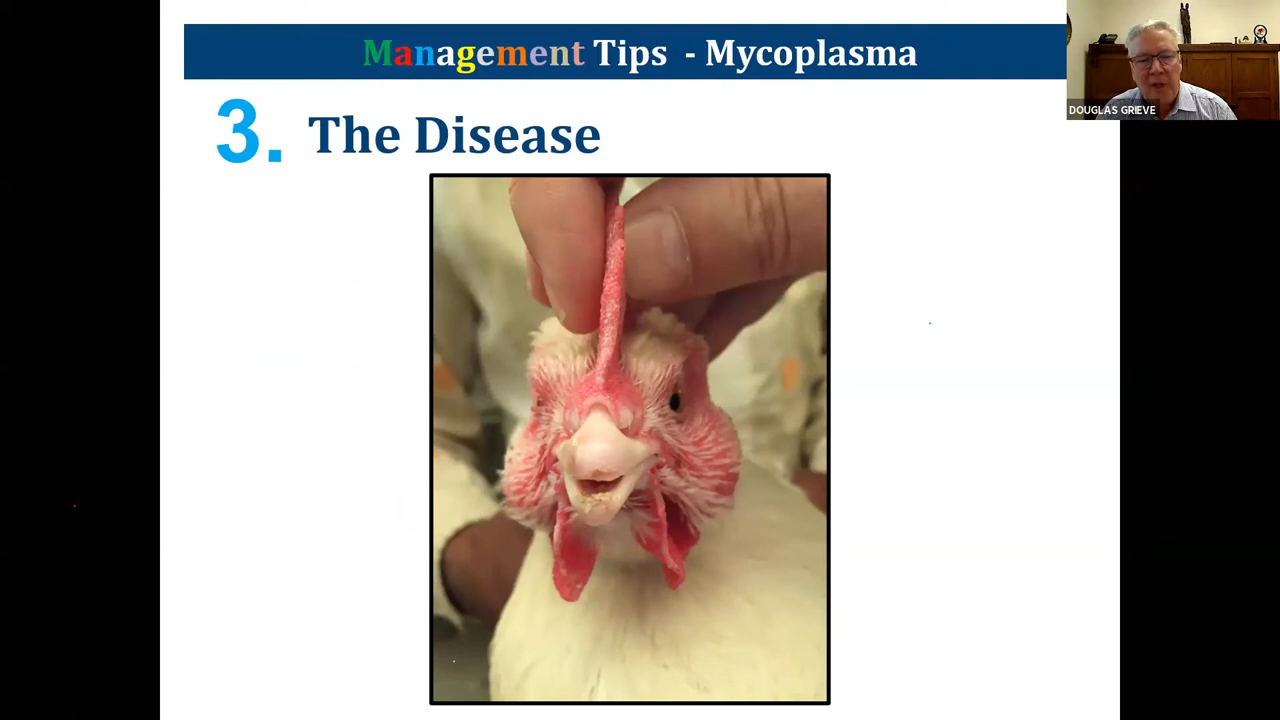 Management Tips - Mycoplasma
DOUGLAS GRIEVE
3. The Disease